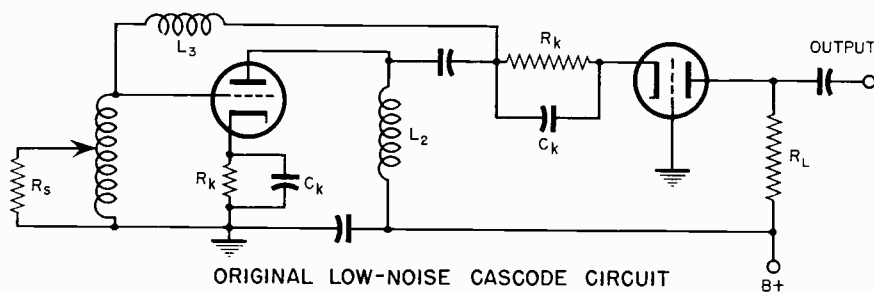 L3
Rk
OUTPUT
Ck
L2
RL
Rs
Rk
Ck
B+
ORIGINAL LOW-NOISE CASCODE CIRCUIT